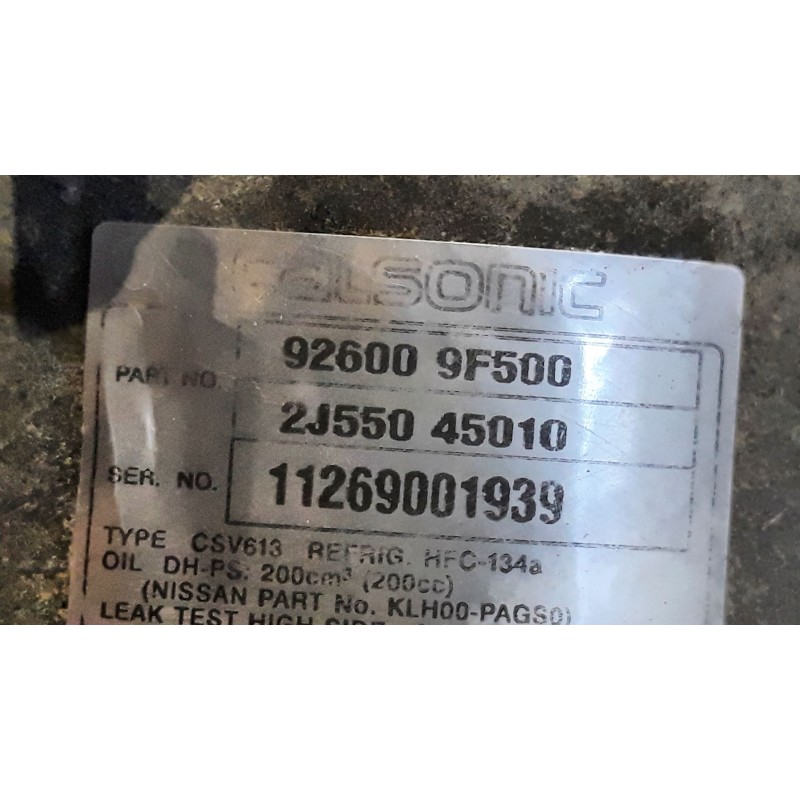 calsonic
PART NO. 92600 9F500
2J550 45010
SER. NO. 11269001939
TYPE CSV613 REFRIG. HFC-134a
OIL DH-PS: 200cm³ (200cc)
(NISSAN PART No. KLH00-PAGS0)
LEAK TEST HIGH SIDE